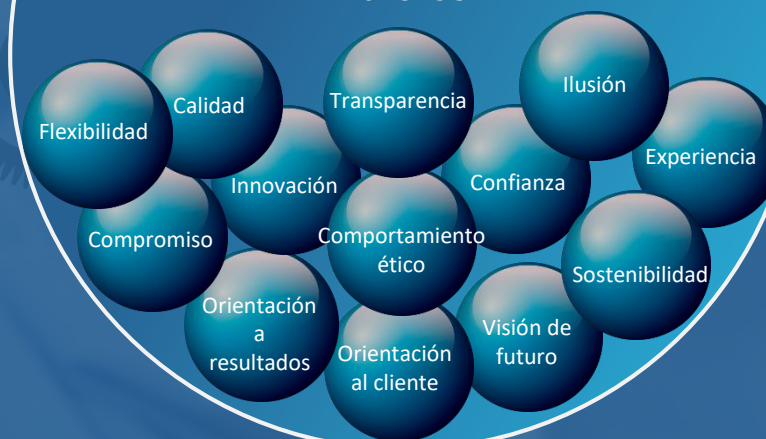 Flexibilidad
Calidad
Transparencia
Ilusión
Experiencia
Innovación
Confianza
Compromiso
Comportamiento
ético
Sostenibilidad
Orientación
a
resultados
Orientación
al cliente
Visión de
futuro